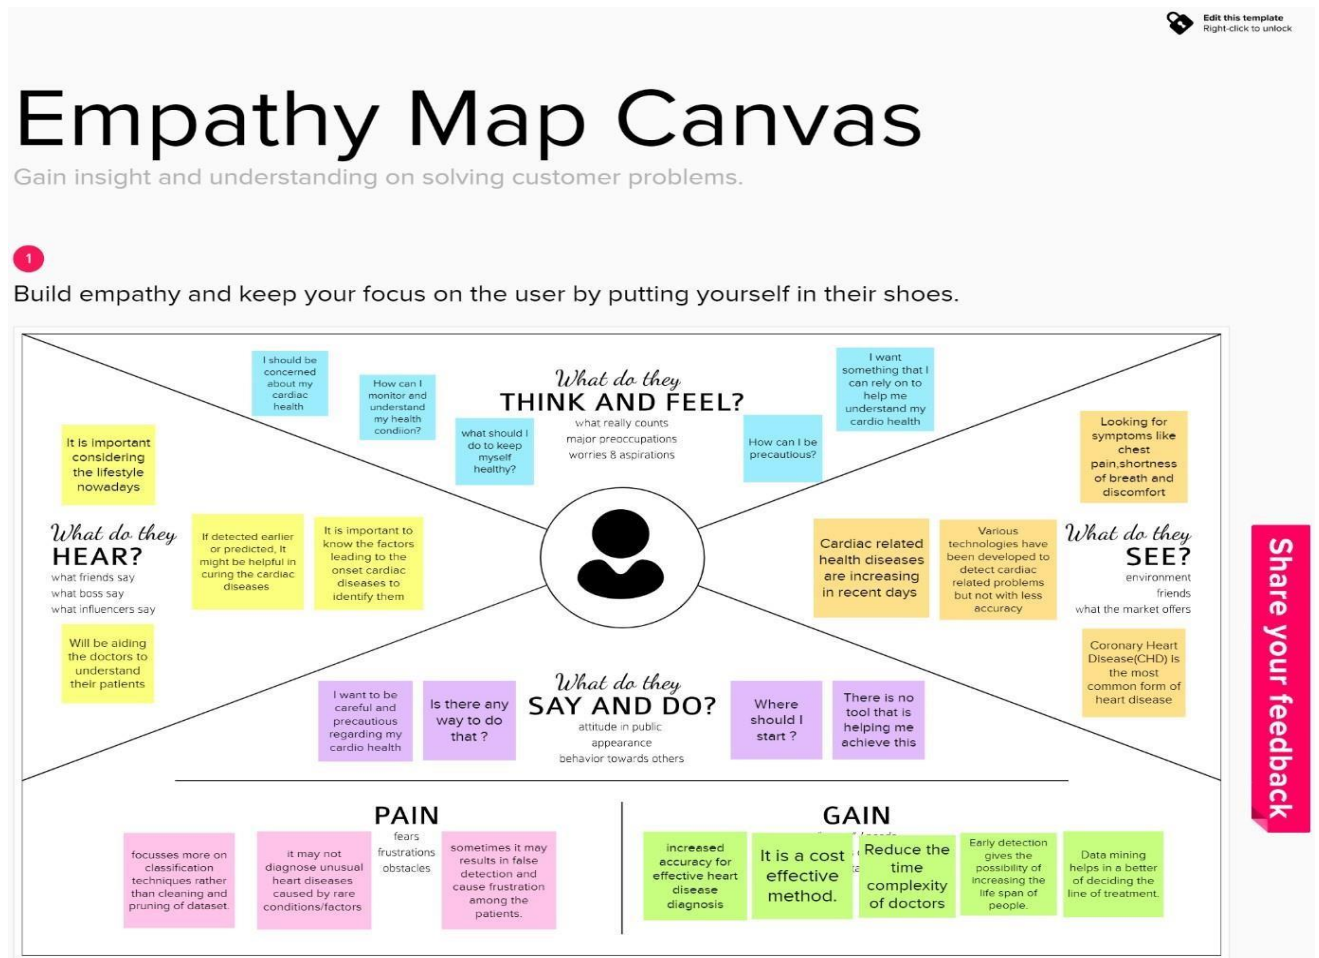 Edit this template
Right-click to unlock
Empathy Map Canvas
Gain insight and understanding on solving customer problems.
1
Build empathy and keep your focus on the user by putting yourself in their shoes.
What do they
THINK AND FEEL?
what really counts
major preoccupations
worries & aspirations
I should be
concerned
about my
cardiac
health
How can I
monitor and
understand
my health
condiion?
what should I
do to keep
myself
healthy?
How can I be
precautious?
I want
something that I
can rely on to
help me
understand my
cardio health
It is important
considering
the lifestyle
nowadays
What do they
HEAR?
what friends say
what boss say
what influencers say
If detected earlier
or predicted, It
might be helpful in
curing the cardiac
diseases
It is important to
know the factors
leading to the
onset cardiac
diseases to
identify them
Will be aiding
the doctors to
understand
their patients
Looking for
symptoms like
chest
pain,shortness
of breath and
discomfort
Cardiac related
health diseases
are increasing
in recent days
Various
technologies have
been developed to
detect cardiac
related problems
but not with less
accuracy
What do they
SEE?
environment
friends
what the market offers
Coronary Heart
Disease(CHD) is
the most
common form of
heart disease
What do they
SAY AND DO?
attitude in public
appearance
behavior towards others
I want to be
careful and
precautious
regarding my
cardio health
Is there any
way to do
that ?
Where
should I
start ?
There is no
tool that is
helping me
achieve this
PAIN
fears
frustrations
obstacles
focusses more on
classification
techniques rather
than cleaning and
pruning of dataset.
it may not
diagnose unusual
heart diseases
caused by rare
conditions/factors
sometimes it may
results in false
detection and
cause frustration
among the
patients.
GAIN
increased
accuracy for
effective heart
disease
diagnosis
It is a cost
effective
method.
Reduce the
time
complexity
of doctors
Early detection
gives the
possibility of
increasing the
life span of
people.
Data mining
helps in a better
of deciding the
line of treatment.
Share your feedback